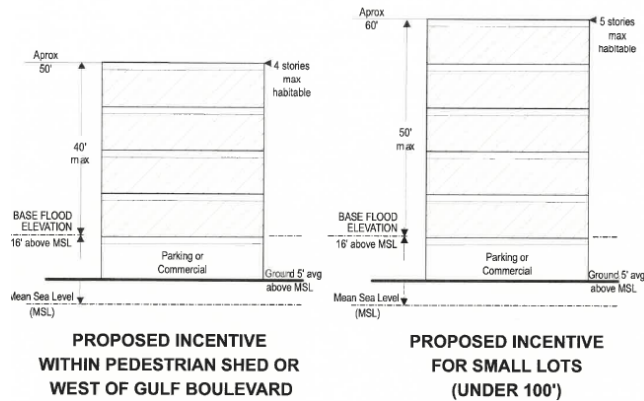 Aprox
50'
4 stories
max
habitable
40'
max
BASE FLOOD
ELEVATION
16' above MSL
Parking or
Commercial
Ground 5' avg
above MSL
Mean Sea Level
(MSL)
PROPOSED INCENTIVE
WITHIN PEDESTRIAN SHED OR
WEST OF GULF BOULEVARD
Aprox
60'
5 stories
max
habitable
50'
max
BASE FLOOD
ELEVATION
16' above MSL
Parking or
Commercial
Ground 5' avg
above MSL
Mean Sea Level
(MSL)
PROPOSED INCENTIVE
FOR SMALL LOTS
(UNDER 100')